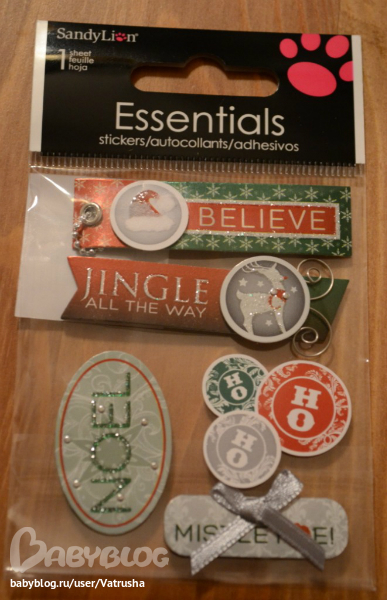 SandyLion
1 sheet
feuille
hoja
Essentials
stickers/autocollants/adhesivos
BELIEVE
JINGLE
ALL THE WAY
NOEL
HO
HO
HO
BABYBLOG
babyblog.ru/user/Vatrusha